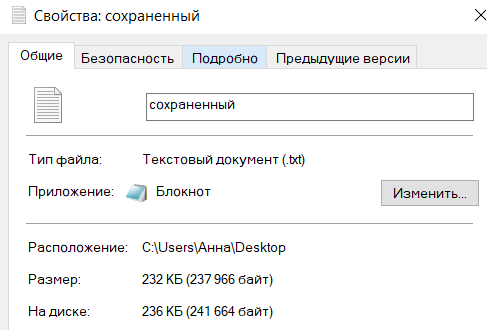 Свойства: сохраненный
Общие Безопасность Подробно Предыдущие версии
сохраненный
Тип файла: Текстовый документ (.txt)
Приложение: Блокнот Изменить...
Расположение: C:\Users\Анна\Desktop
Размер: 232 КБ (237 966 байт)
На диске: 236 КБ (241 664 байт)